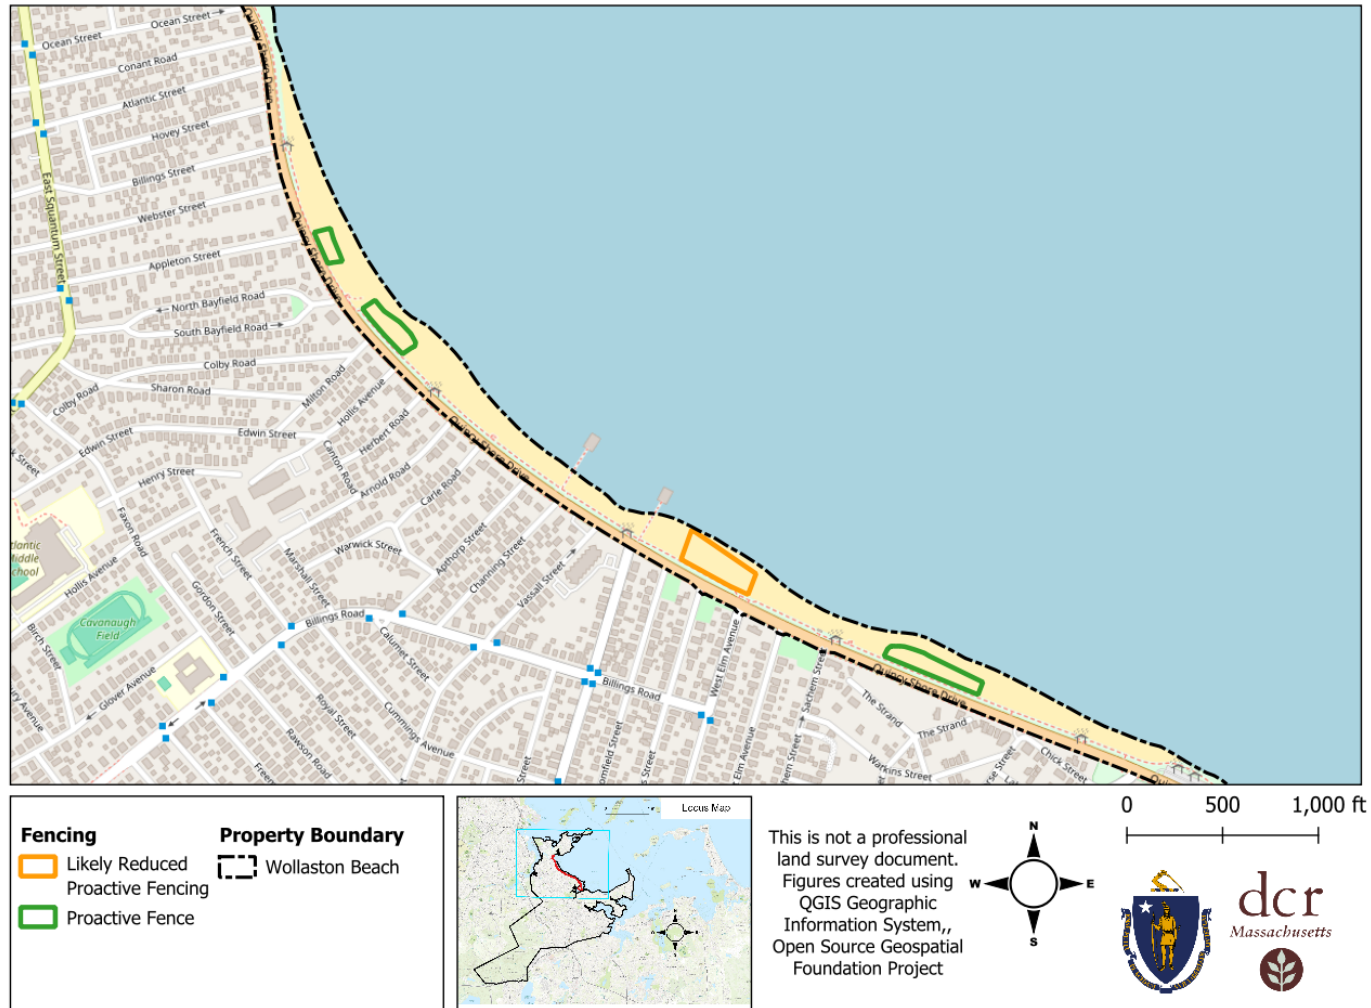 Ocean Street
Ocean Street
Conant Road
Atlantic Street
Hovey Street
Billings Street
Webster Street
Appleton Street
East Squantum Street
Quincy Shore Drive
Quincy Shore Drive
North Bayfield Road
South Bayfield Road
Colby Road
Colby Road
Sharon Road
Milton Road
Hollis Avenue
Herbert Road
Edwin Street
Edwin Street
Canton Road
Arnold Road
Carle Road
Quincy Shore Drive
Henry Street
Faxon Road
French Street
Warwick Street
Apthorp Street
Channing Street
Vassall Street
Marshall Street
Gordon Street
Hollis Avenue
Cavanaugh
Field
Birch Street
Glover Avenue
Billings Road
Calumet Street
Billings Road
Royal Street
Rawson Road
Cummings Avenue
West Elm Avenue
Sachem Street
Quincy Shore Drive
The Strand
The Strand
Watkins Street
Chick Street
Fencing
Likely Reduced
Proactive Fencing
Proactive Fence
Property Boundary
Wollaston Beach
Locus Map
This is not a professional
land survey document.
Figures created using
QGIS Geographic
Information System,,
Open Source Geospatial
Foundation Project
N
W E
S
0 500 1,000 ft
dcr
Massachusetts